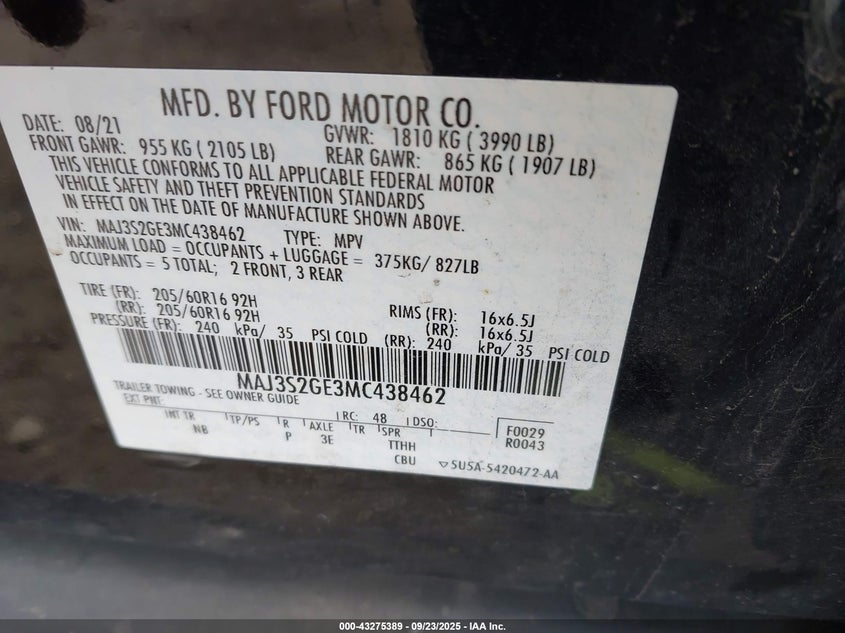 MFD. BY FORD MOTOR CO.
DATE: 08/21 GVWR: 1810 KG ( 3990 LB)
FRONT GAWR: 955 KG ( 2105 LB) REAR GAWR: 865 KG ( 1907 LB)
THIS VEHICLE CONFORMS TO ALL APPLICABLE FEDERAL MOTOR
VEHICLE SAFETY AND THEFT PREVENTION STANDARDS
IN EFFECT ON THE DATE OF MANUFACTURE SHOWN ABOVE.
VIN: MAJ3S2GE3MC438462 TYPE: MPV
MAXIMUM LOAD = OCCUPANTS + LUGGAGE = 375KG/ 827LB
OCCUPANTS = 5 TOTAL; 2 FRONT, 3 REAR
TIRE (FR): 205/60R16 92H RIMS (FR): 16x6.5J
(RR): 205/60R16 92H (RR): 16x6.5J
PRESSURE (FR): 240 kPa/ 35 PSI COLD (RR): 240 kPa/ 35 PSI COLD
MAJ3S2GE3MC438462
TRAILER TOWING - SEE OWNER GUIDE
EXT PNT: RC: 48 DSO: F0029
INT TR TP/PS R AXLE TR SPR R0043
NB P 3E TTHH
CBU 5U5A-5420472-AA
000-43275389 - 09/23/2025 - IAA Inc.